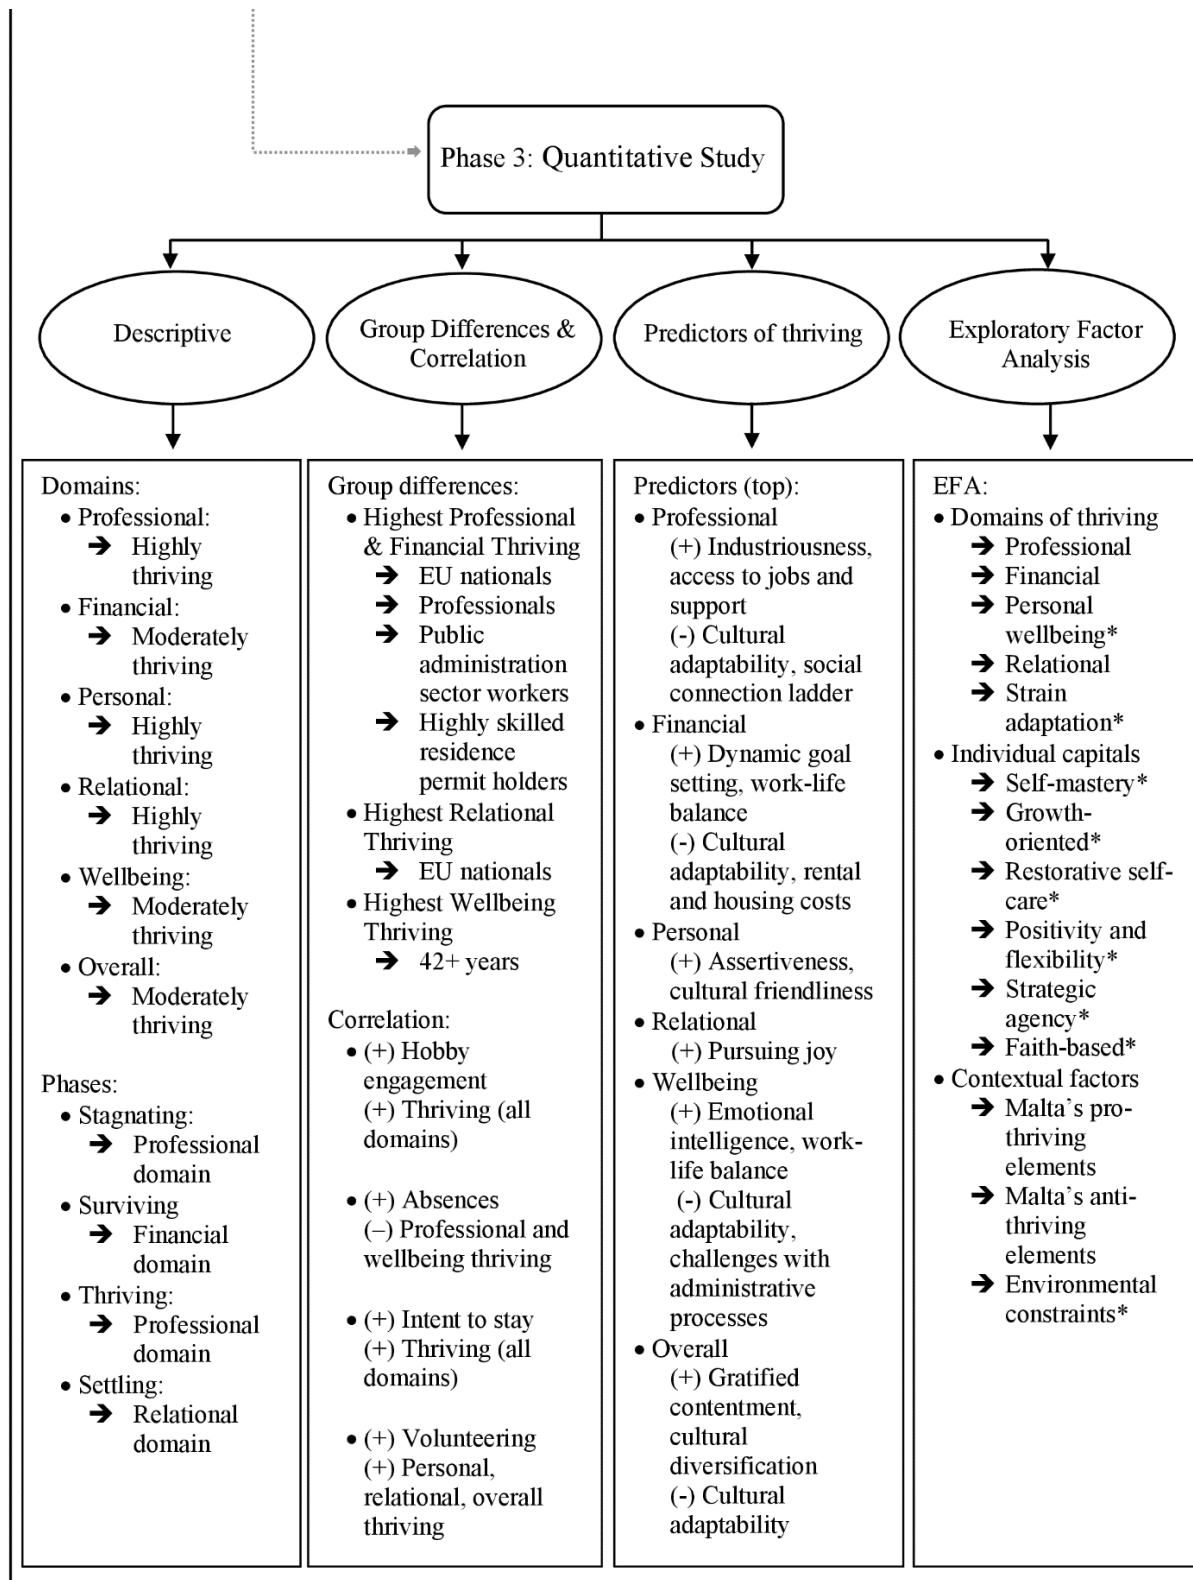 Phase 3: Quantitative Study
Descriptive
Group Differences &
Correlation
Predictors of thriving
Exploratory Factor
Analysis
Domains:
• Professional:
➔ Highly
thriving
• Financial:
➔ Moderately
thriving
• Personal:
➔ Highly
thriving
• Relational:
➔ Highly
thriving
• Wellbeing:
➔ Moderately
thriving
• Overall:
➔ Moderately
thriving
Phases:
• Stagnating:
➔ Professional
domain
• Surviving
➔ Financial
domain
• Thriving:
➔ Professional
domain
• Settling:
➔ Relational
domain
Group differences:
• Highest Professional
& Financial Thriving
➔ EU nationals
➔ Professionals
➔ Public
administration
sector workers
➔ Highly skilled
residence
permit holders
• Highest Relational
Thriving
➔ EU nationals
• Highest Wellbeing
Thriving
➔ 42+ years
Correlation:
• (+) Hobby
engagement
(+) Thriving (all
domains)
• (+) Absences
(–) Professional and
wellbeing thriving
• (+) Intent to stay
(+) Thriving (all
domains)
• (+) Volunteering
(+) Personal,
relational, overall
thriving
Predictors (top):
• Professional
(+) Industriousness,
access to jobs and
support
(-) Cultural
adaptability, social
connection ladder
• Financial
(+) Dynamic goal
setting, work-life
balance
(-) Cultural
adaptability, rental
and housing costs
• Personal
(+) Assertiveness,
cultural friendliness
• Relational
(+) Pursuing joy
• Wellbeing
(+) Emotional
intelligence, work-
life balance
(-) Cultural
adaptability,
challenges with
administrative
processes
• Overall
(+) Gratified
contentment,
cultural
diversification
(-) Cultural
adaptability
EFA:
• Domains of thriving
➔ Professional
➔ Financial
➔ Personal
wellbeing*
➔ Relational
➔ Strain
adaptation*
• Individual capitals
➔ Self-mastery*
➔ Growth-
oriented*
➔ Restorative self-
care*
➔ Positivity and
flexibility*
➔ Strategic
agency*
➔ Faith-based*
• Contextual factors
➔ Malta’s pro-
thriving
elements
➔ Malta’s anti-
thriving
elements
➔ Environmental
constraints*